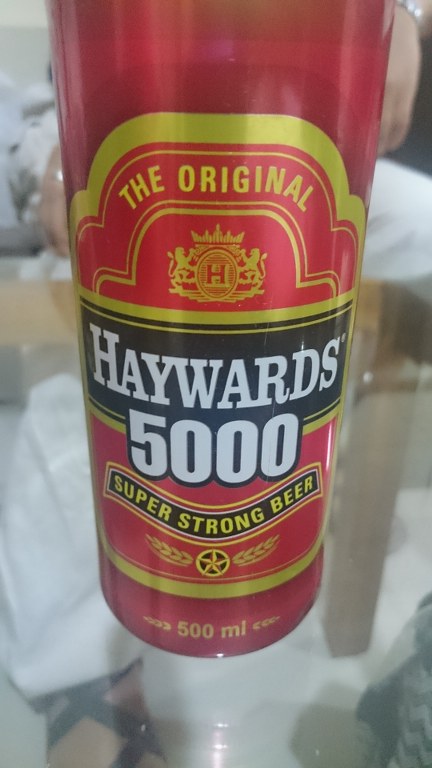 THE ORIGINAL
H
HAYWARDS
5000
SUPER STRONG BEER
500 ml